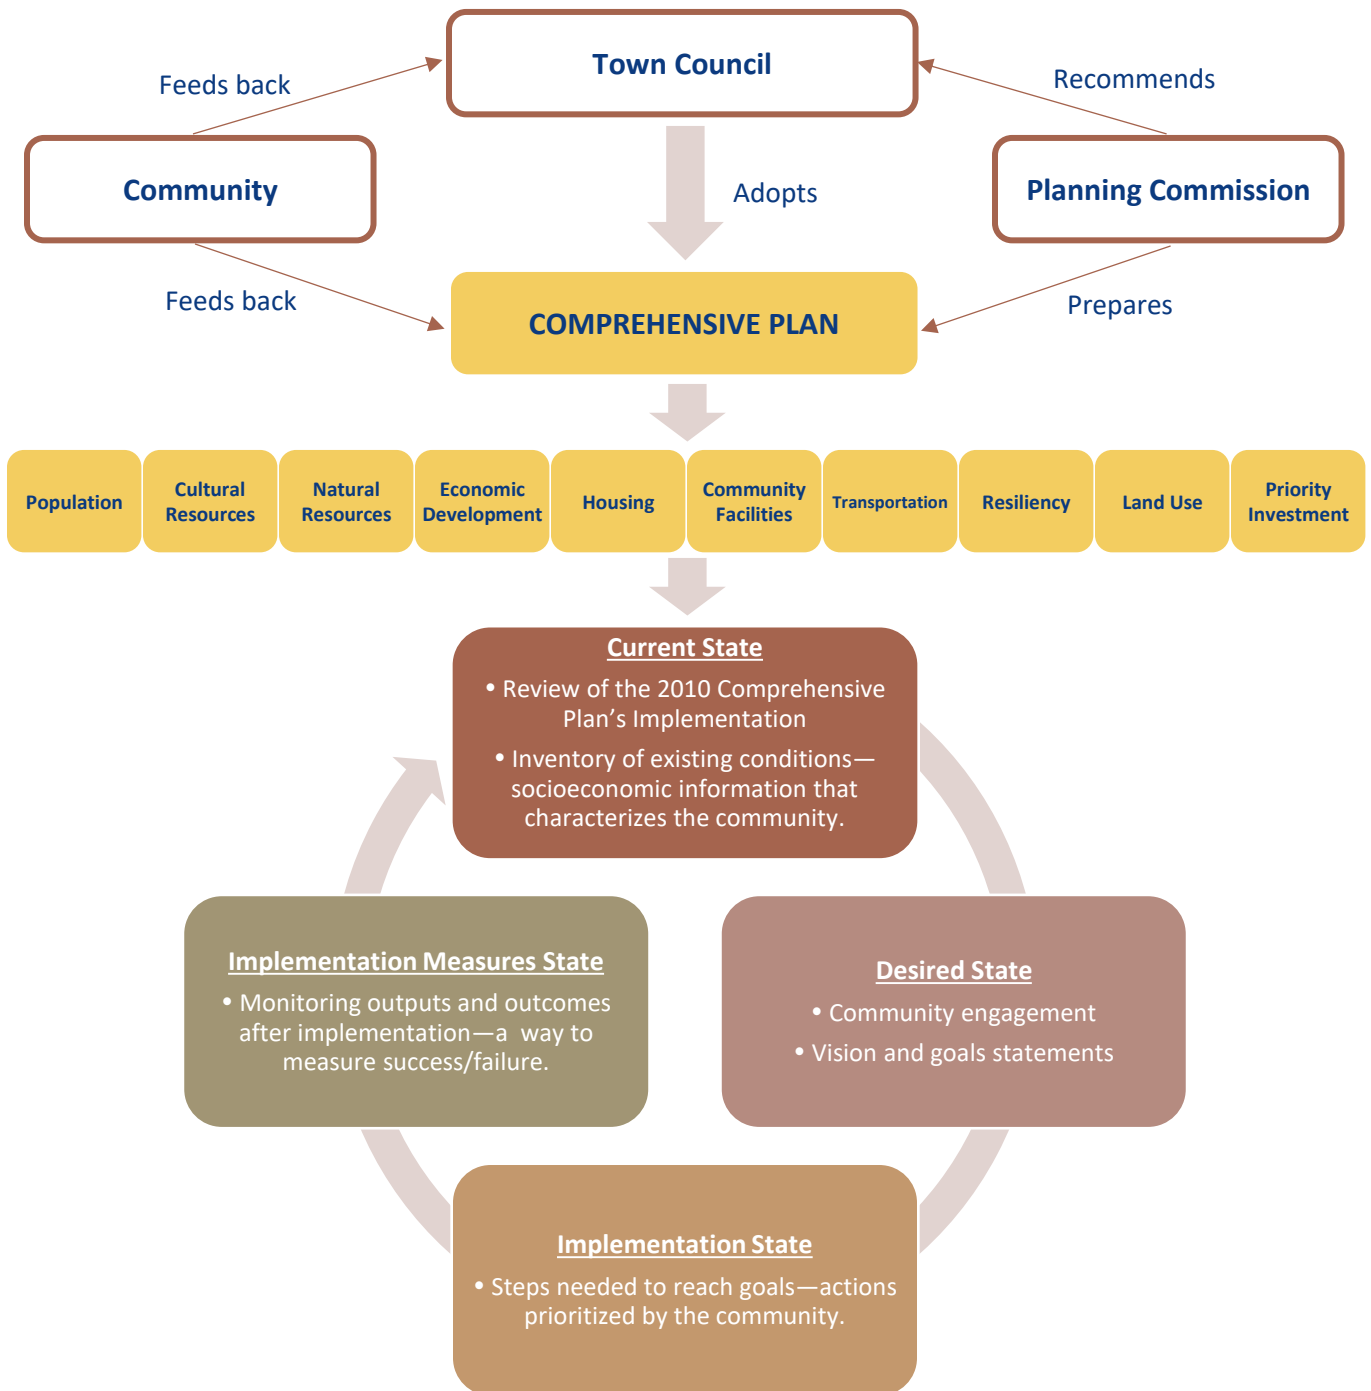 Town Council
Feeds back
Recommends
Community
Adopts
Planning Commission
Feeds back
Prepares
COMPREHENSIVE PLAN
Population
Cultural
Resources
Natural
Resources
Economic
Development
Housing
Community
Facilities
Transportation
Resiliency
Land Use
Priority
Investment
Current State
• Review of the 2010 Comprehensive
Plan’s Implementation
• Inventory of existing conditions—
socioeconomic information that
characterizes the community.
Implementation Measures State
• Monitoring outputs and outcomes
after implementation—a way to
measure success/failure.
Desired State
• Community engagement
• Vision and goals statements
Implementation State
• Steps needed to reach goals—actions
prioritized by the community.